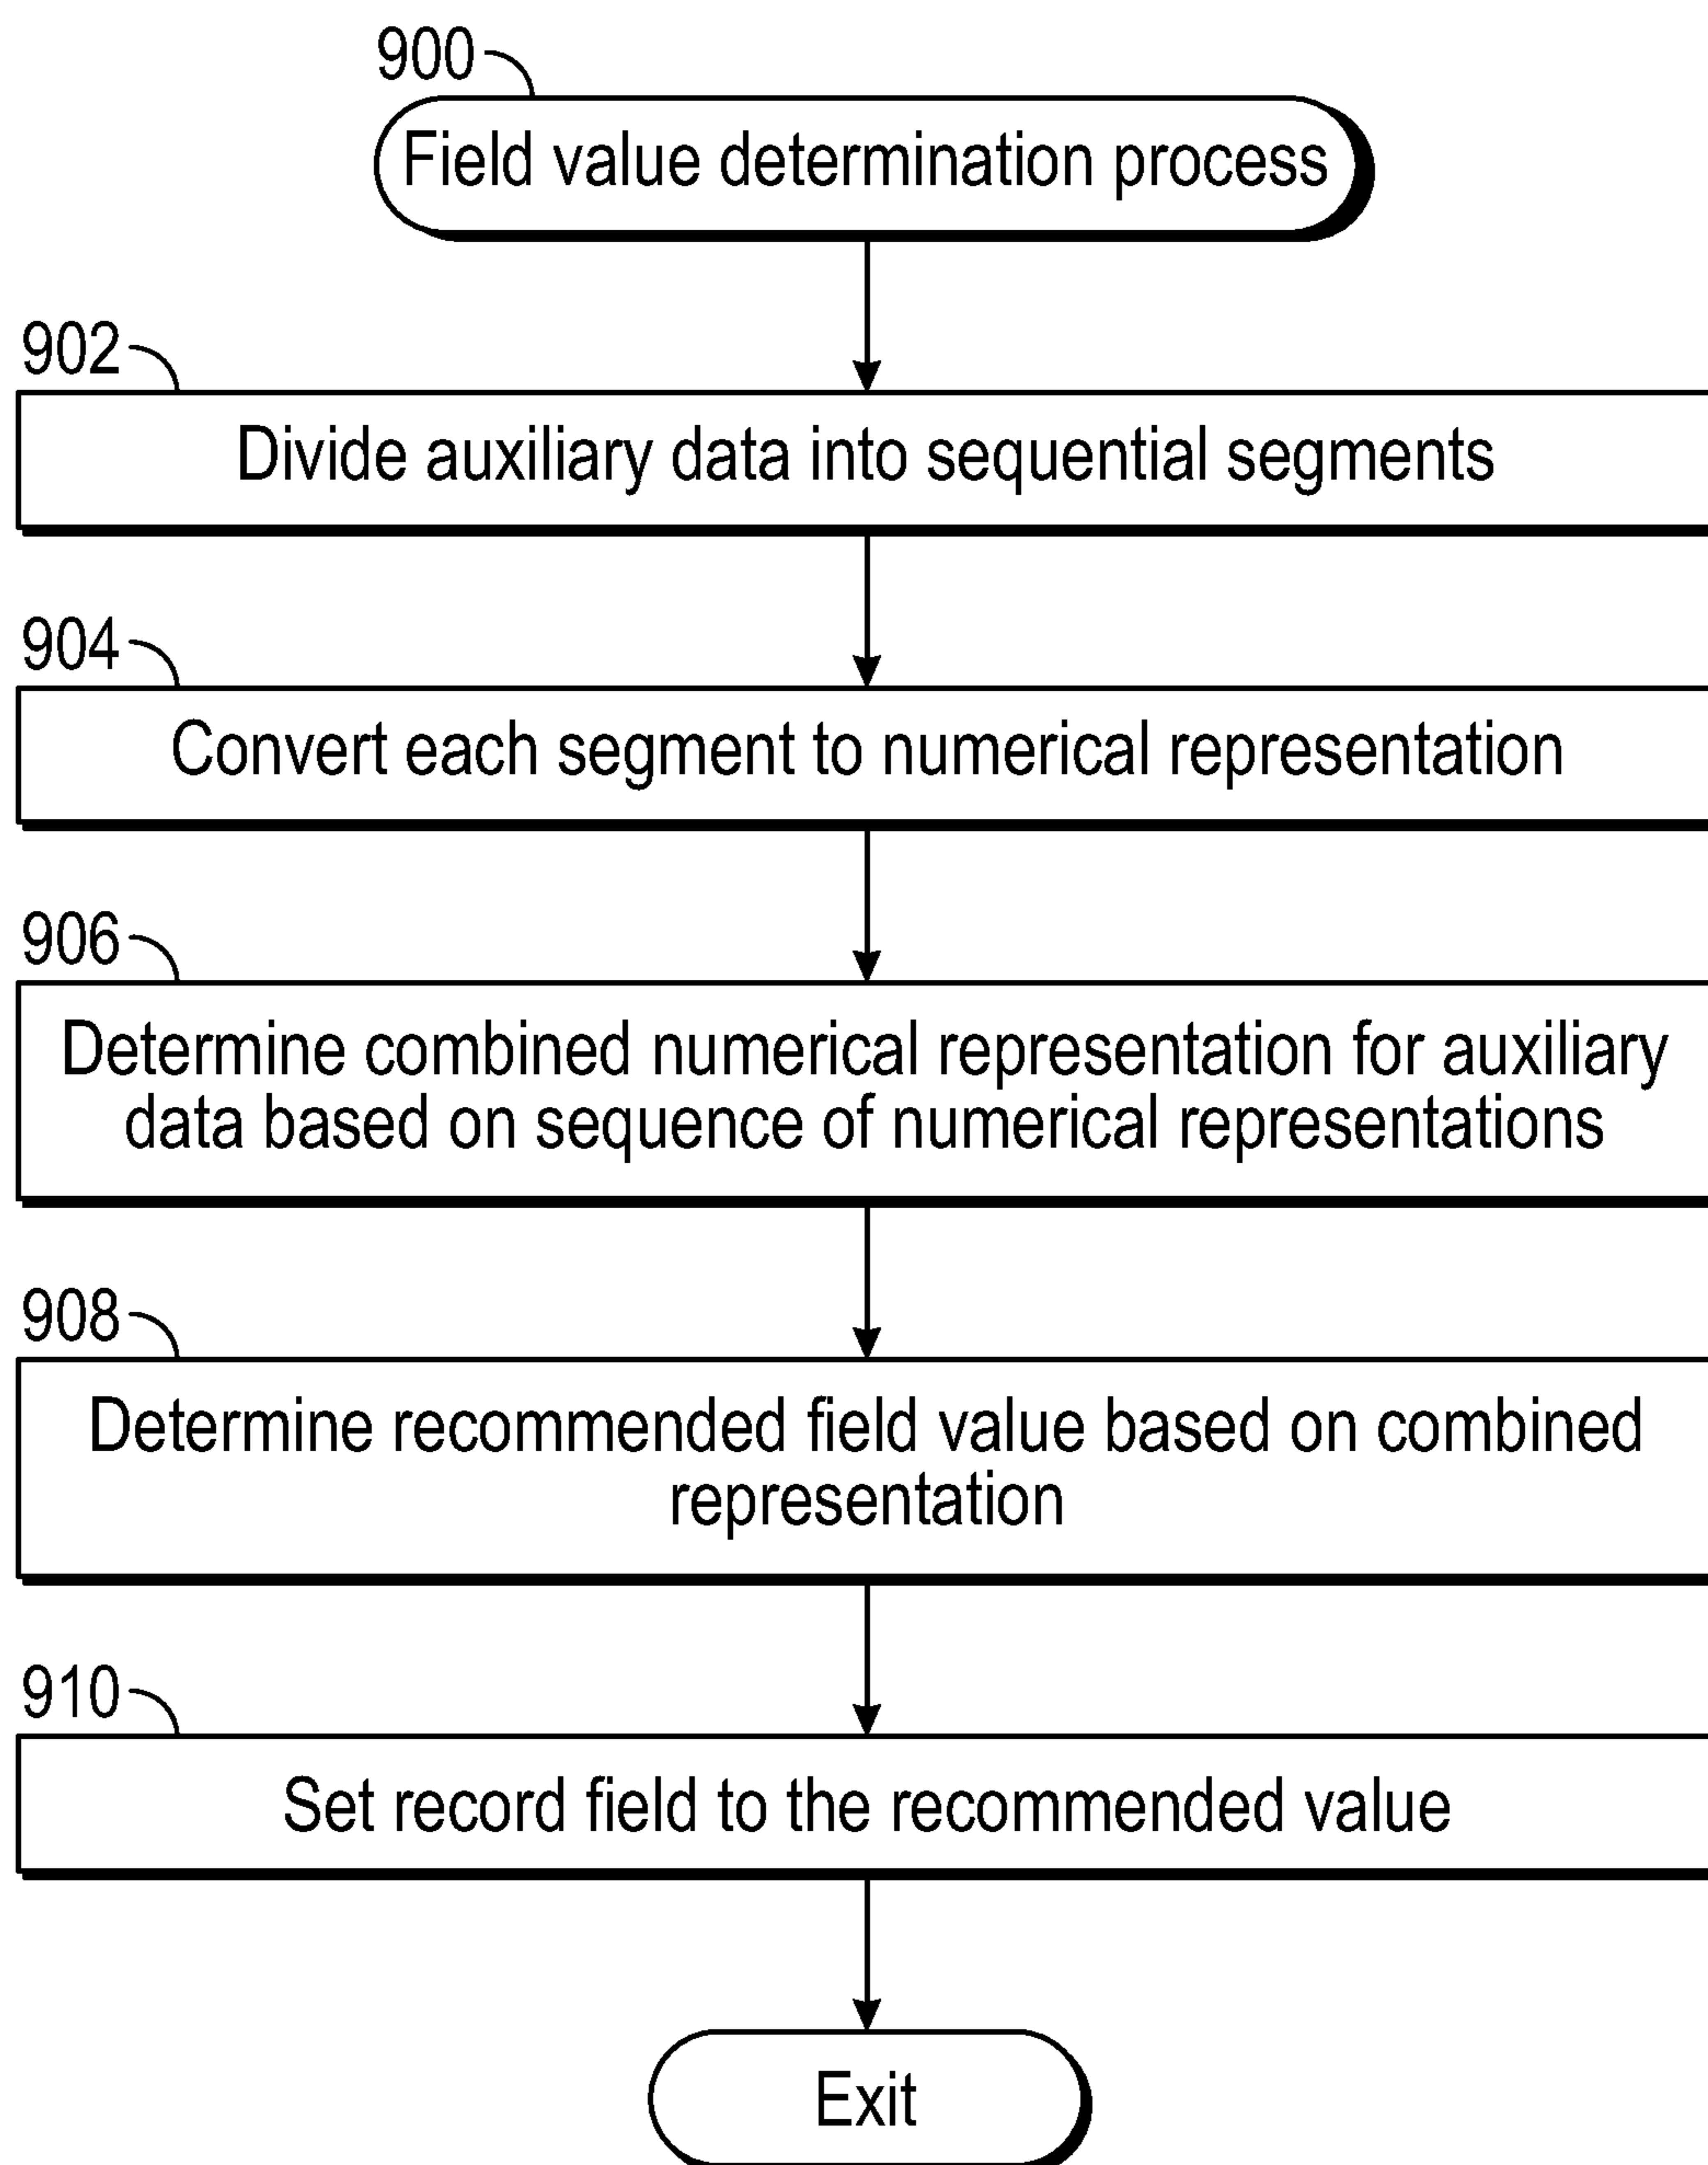 900
Field value determination process
902
Divide auxiliary data into sequential segments
904
Convert each segment to numerical representation
906
Determine combined numerical representation for auxiliary
data based on sequence of numerical representations
908
Determine recommended field value based on combined
representation
910
Set record field to the recommended value
Exit